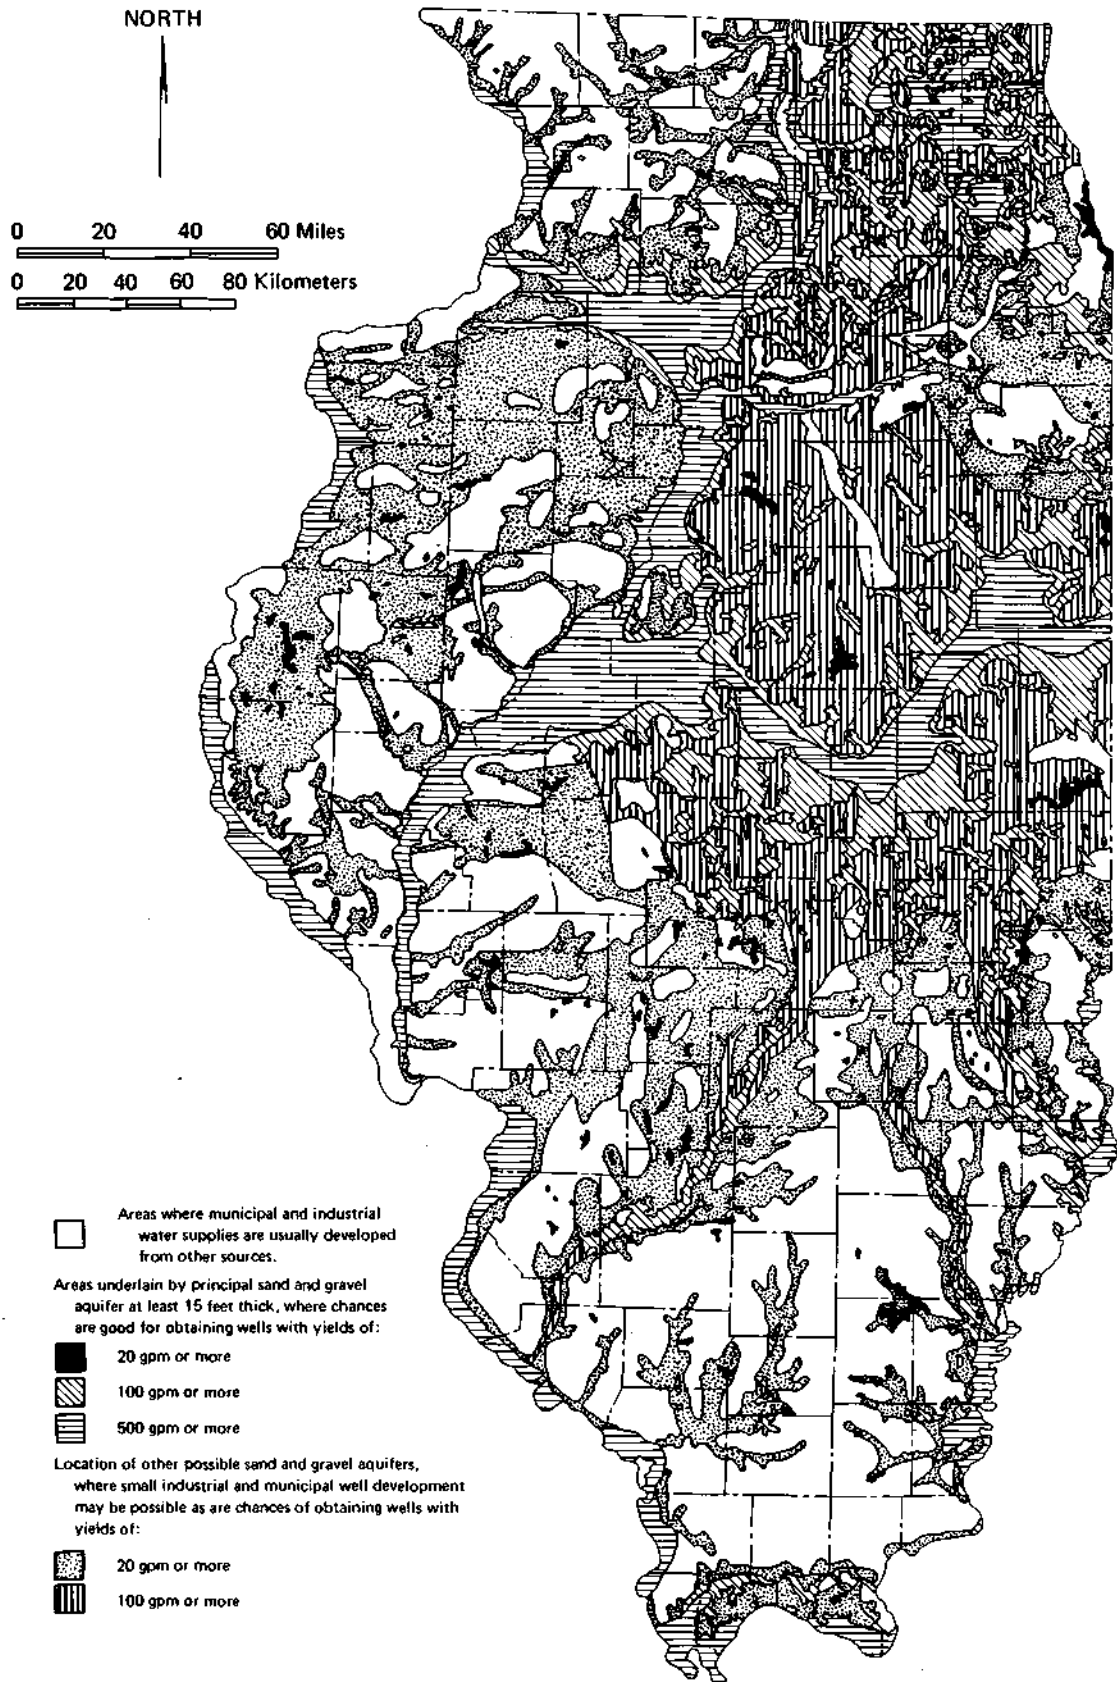 NORTH
0 20 40 60 Miles
0 20 40 60 80 Kilometers
Areas where municipal and industrial
water supplies are usually developed
from other sources.
Areas underlain by principal sand and gravel
aquifer at least 15 feet thick, where chances
are good for obtaining wells with yields of:
20 gpm or more
100 gpm or more
500 gpm or more
Location of other possible sand and gravel aquifers,
where small industrial and municipal well development
may be possible as are chances of obtaining wells with
yields of:
20 gpm or more
100 gpm or more